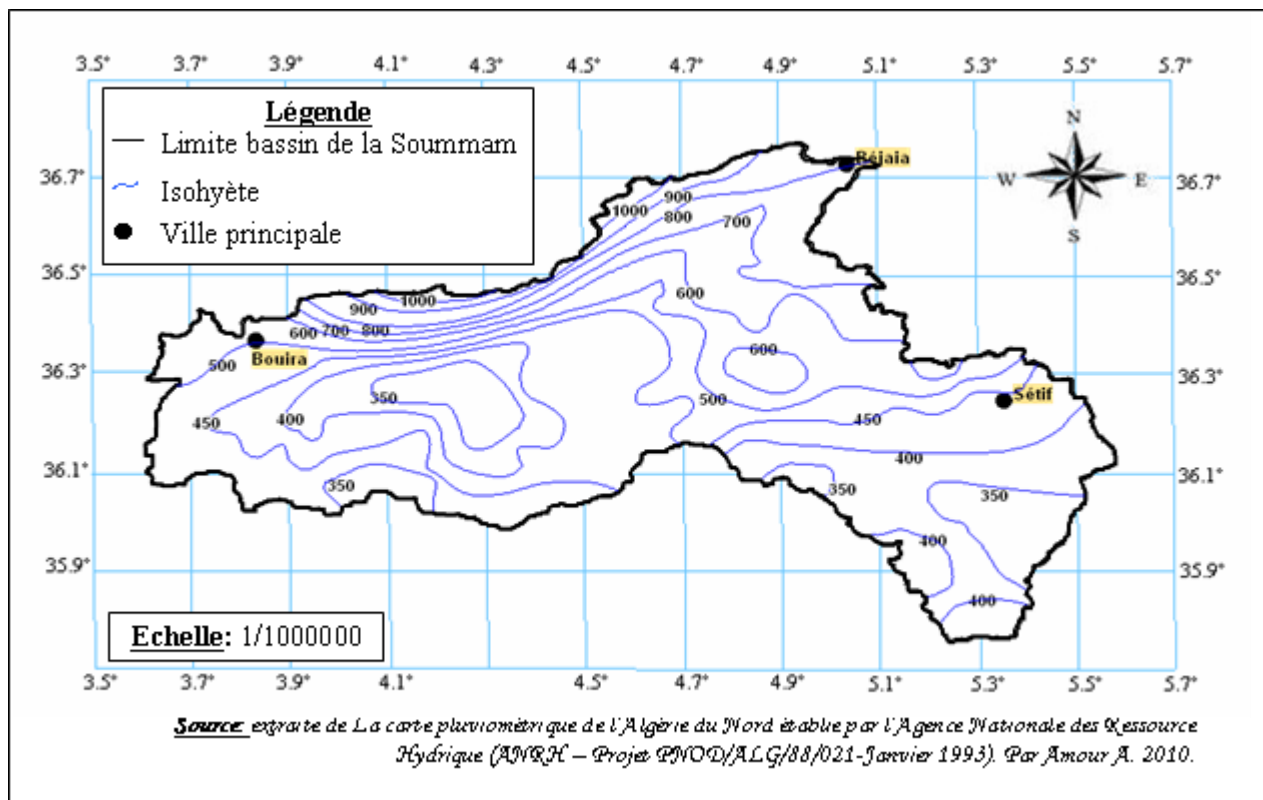 3.5° 3.7° 3.9° 4.1° 4.3° 4.5° 4.7° 4.9° 5.1° 5.3° 5.5° 5.7°
Légende
Limite bassin de la Soummam
Isohyète
Ville principale
N
W E
S
Béjaia
36.7° 36.7°
900
1000
800
700
36.5° 36.5°
600
1000
900
600 700 800
Bouira
500
600
36.3° 36.3°
Sétif
350
500
450
400
450
400
36.1° 36.1°
350
350
350
400
35.9° 35.9°
400
Echelle: 1/1000000
3.5° 3.9° 4.1° 4.5° 4.7° 4.9° 5.1° 5.3° 5.5° 5.7°
Source: extraite de La carte pluviométrique de l'Algérie du Nord établie par l'Agence Nationale des Ressource
Hydrique (ANRH – Projet PNOD/ALG/88/021-Janvier 1993). Par Amour A. 2010.